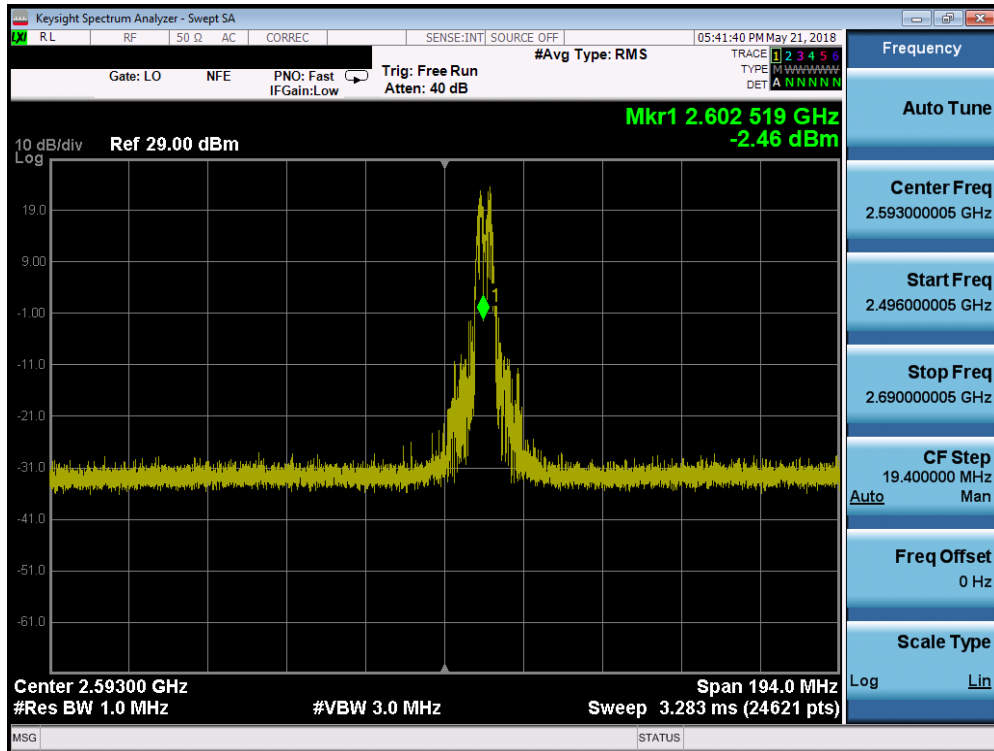 Keysight Spectrum Analyzer - Swept SA
LXI RL RF 50 Ω AC CORREC SENSE:INT SOURCE OFF 05:41:40 PM May 21, 2018
#Avg Type: RMS
TRACE 1 2 3 4 5 6
TYPE M W W W W W
DET A N N N N N
Gate: LO NFE PNO: Fast Trig: Free Run
IFGain:Low Atten: 40 dB
Mkr1 2.602 519 GHz
-2.46 dBm
10 dB/div Ref 29.00 dBm
Log
19.0
9.00
1
-1.00
-11.0
-21.0
-31.0
-41.0
-51.0
-61.0
Center 2.59300 GHz Span 194.0 MHz
#Res BW 1.0 MHz #VBW 3.0 MHz Sweep 3.283 ms (24621 pts)
MSG STATUS
Frequency
Auto Tune
Center Freq
2.593000005 GHz
Start Freq
2.496000005 GHz
Stop Freq
2.690000005 GHz
CF Step
19.400000 MHz
Auto Man
Freq Offset
0 Hz
Scale Type
Log Lin